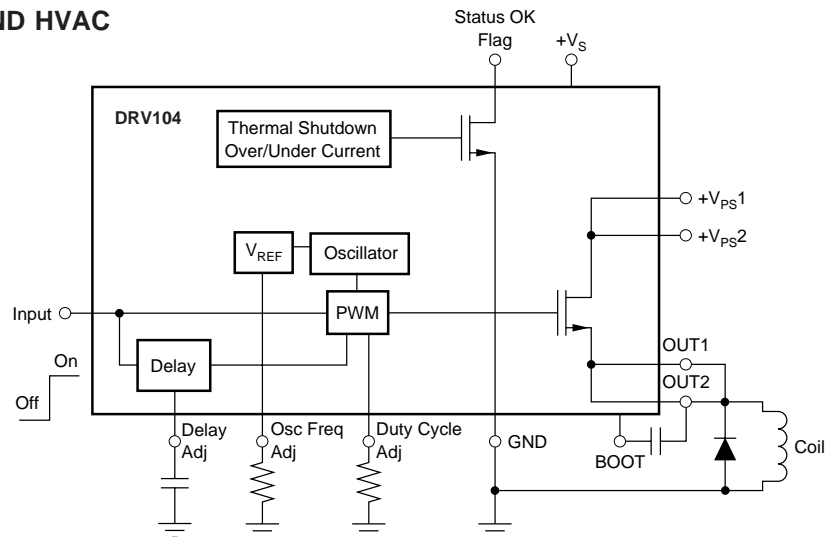 ND HVAC
Status OK
Flag
+VS
DRV104
Thermal Shutdown
Over/Under Current
+VPS1
+VPS2
VREF
Oscillator
Input
PWM
On
Off
Delay
OUT1
OUT2
Delay
Adj
Osc Freq
Adj
Duty Cycle
Adj
GND
BOOT
Coil